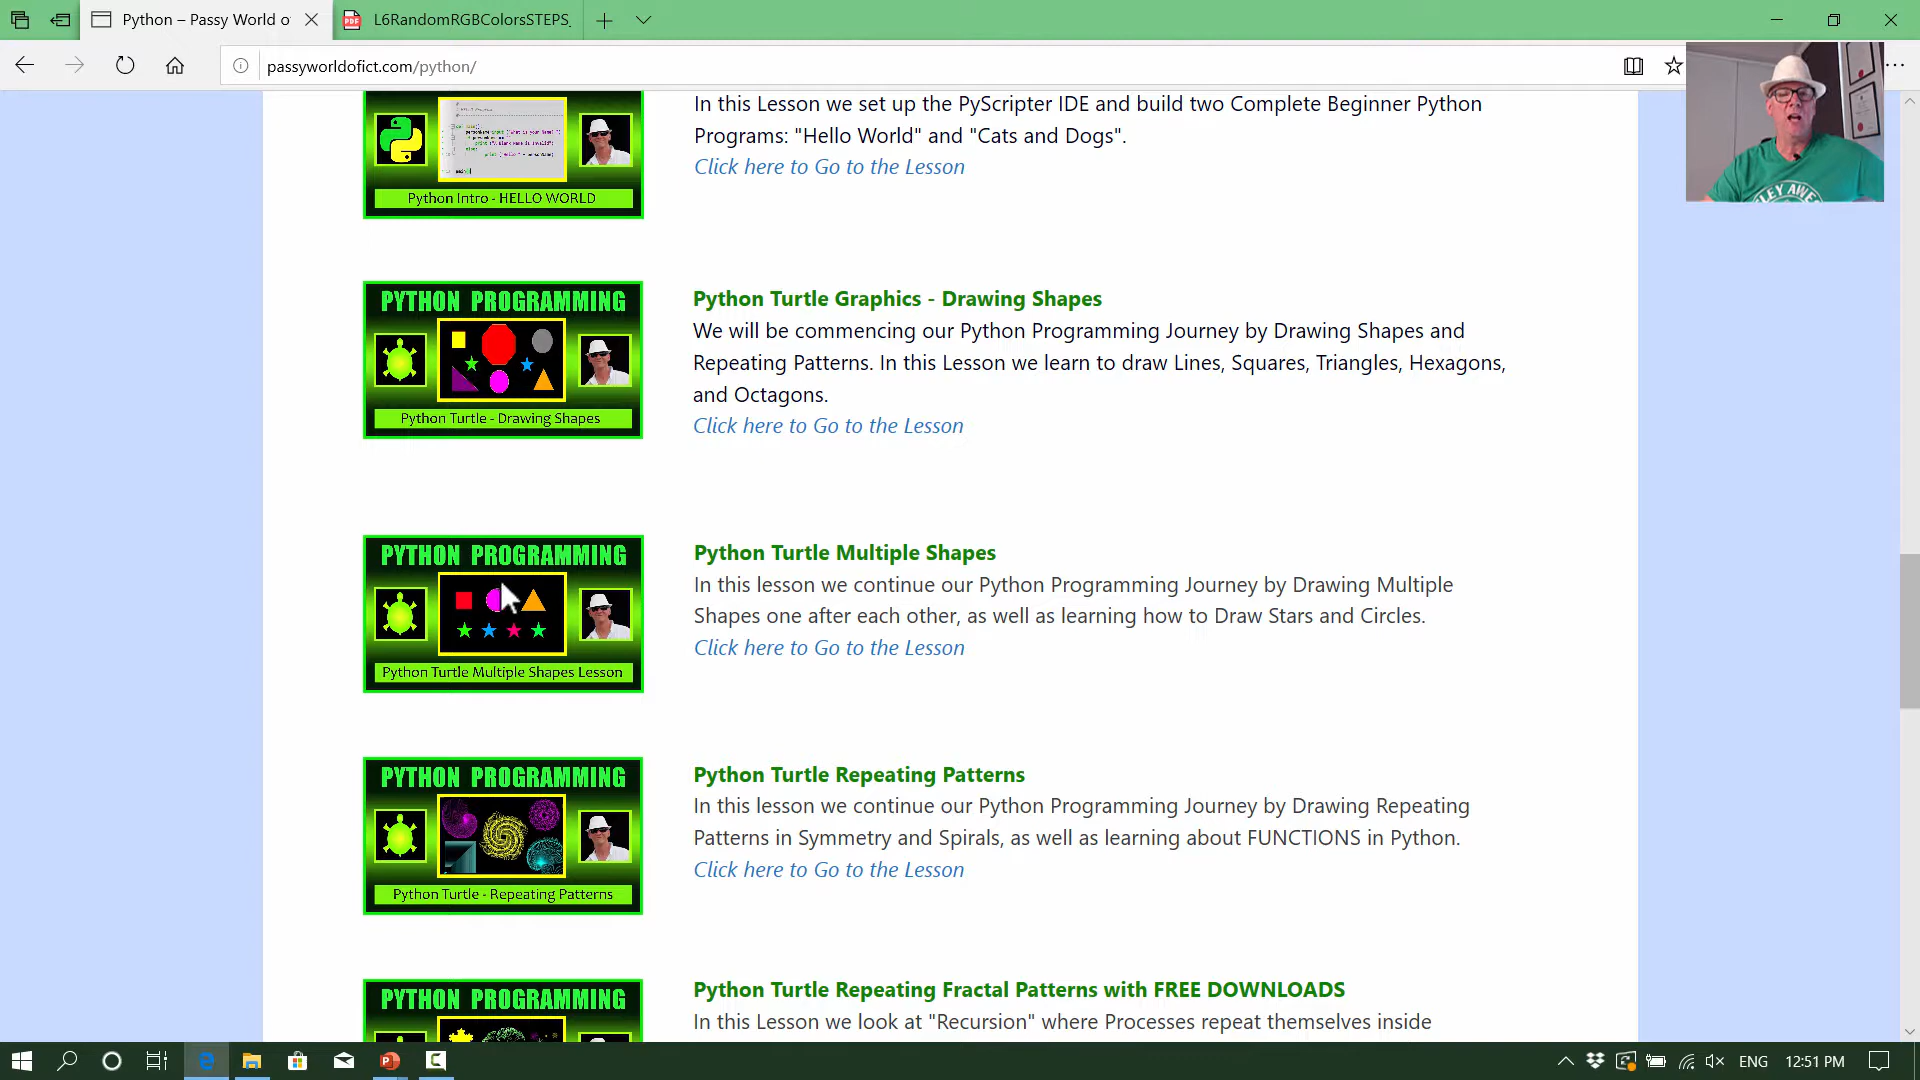 Python – Passy World o
L6RandomRGBColorsSTEPS
passyworldofict.com/python/
In this Lesson we set up the PyScripter IDE and build two Complete Beginner Python
Programs: "Hello World" and "Cats and Dogs".
Click here to Go to the Lesson
Python Intro - HELLO WORLD
PYTHON PROGRAMMING
Python Turtle - Drawing Shapes
Python Turtle Graphics - Drawing Shapes
We will be commencing our Python Programming Journey by Drawing Shapes and
Repeating Patterns. In this Lesson we learn to draw Lines, Squares, Triangles, Hexagons,
and Octagons.
Click here to Go to the Lesson
PYTHON PROGRAMMING
Python Turtle Multiple Shapes Lesson
Python Turtle Multiple Shapes
In this lesson we continue our Python Programming Journey by Drawing Multiple
Shapes one after each other, as well as learning how to Draw Stars and Circles.
Click here to Go to the Lesson
PYTHON PROGRAMMING
Python Turtle - Repeating Patterns
Python Turtle Repeating Patterns
In this lesson we continue our Python Programming Journey by Drawing Repeating
Patterns in Symmetry and Spirals, as well as learning about FUNCTIONS in Python.
Click here to Go to the Lesson
PYTHON PROGRAMMING
Python Turtle Repeating Fractal Patterns with FREE DOWNLOADS
In this Lesson we look at "Recursion" where Processes repeat themselves inside
ENG
12:51 PM